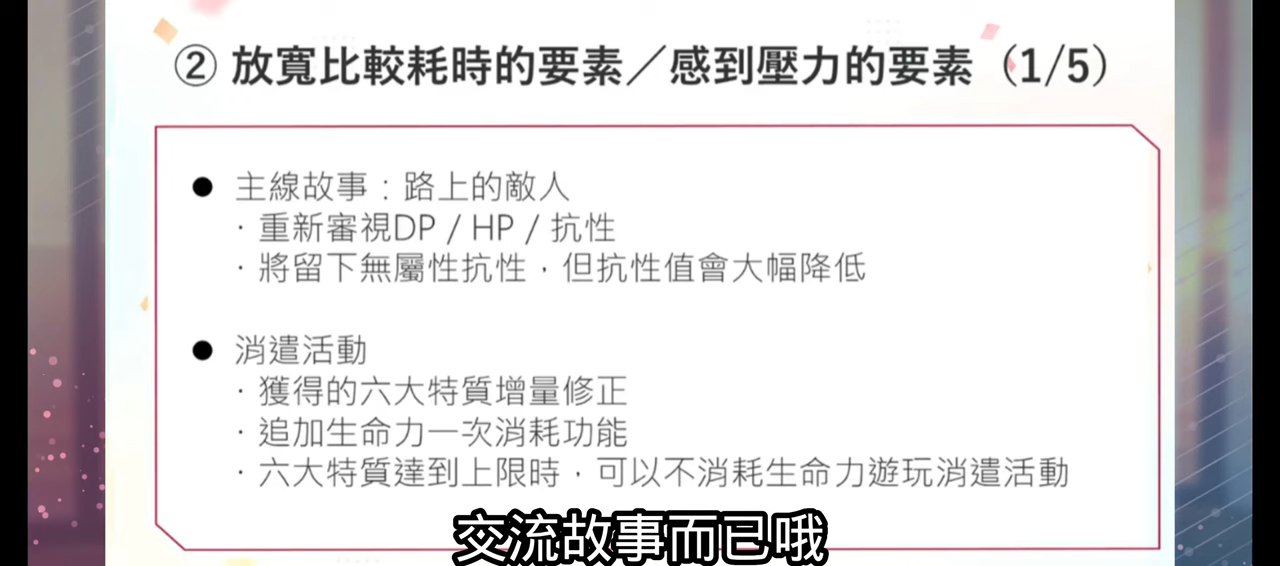 ② 放寬比較耗時的要素／感到壓力的要素（1/5）
● 主線故事：路上的敵人
．重新審視DP / HP / 抗性
．將留下無屬性抗性，但抗性值會大幅降低
● 消遣活動
．獲得的六大特質增量修正
．追加生命力一次消耗功能
．六大特質達到上限時，可以不消耗生命力遊玩消遣活動
交流故事而已哦